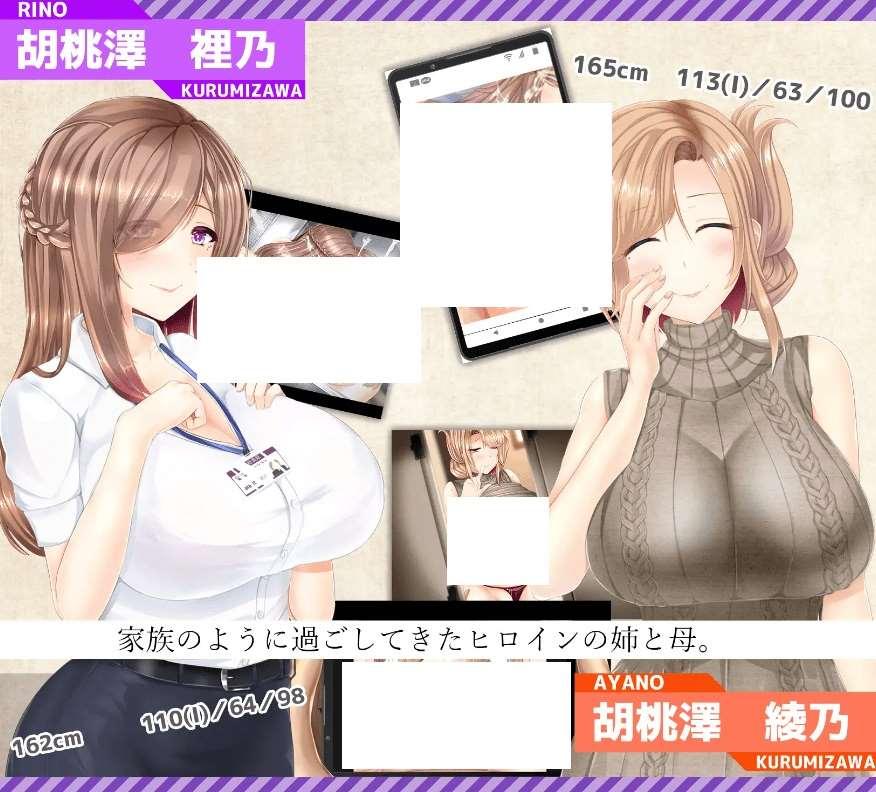 RINO
胡桃澤　裡乃
KURUMIZAWA
165cm　113(I)／63／100
家族のように過ごしてきたヒロインの姉と母。
162cm　110(I)／64／98
AYANO
胡桃澤　綾乃
KURUMIZAWA